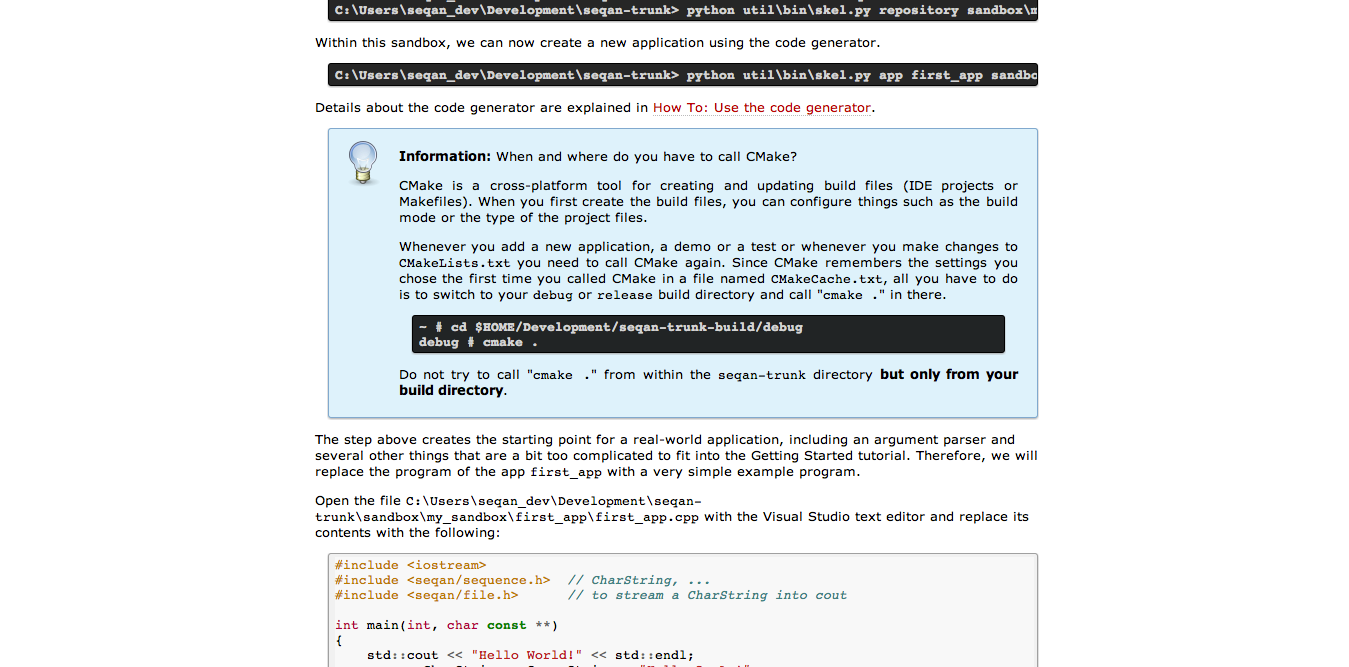 C:\Users\seqan_dev\Development\seqan-trunk> python util\bin\skel.py repository sandbox\m
Within this sandbox, we can now create a new application using the code generator.
C:\Users\seqan_dev\Development\seqan-trunk> python util\bin\skel.py app first_app sandbo
Details about the code generator are explained in How To: Use the code generator.
Information: When and where do you have to call CMake?
CMake is a cross-platform tool for creating and updating build files (IDE projects or
Makefiles). When you first create the build files, you can configure things such as the build
mode or the type of the project files.
Whenever you add a new application, a demo or a test or whenever you make changes to
CMakeLists.txt you need to call CMake again. Since CMake remembers the settings you
chose the first time you called CMake in a file named CMakeCache.txt, all you have to do
is to switch to your debug or release build directory and call "cmake ." in there.
~ # cd $HOME/Development/seqan-trunk-build/debug
debug # cmake .
Do not try to call "cmake ." from within the seqan-trunk directory but only from your
build directory.
The step above creates the starting point for a real-world application, including an argument parser and
several other things that are a bit too complicated to fit into the Getting Started tutorial. Therefore, we will
replace the program of the app first_app with a very simple example program.
Open the file C:\Users\seqan_dev\Development\seqan-
trunk\sandbox\my_sandbox\first_app\first_app.cpp with the Visual Studio text editor and replace its
contents with the following:
#include <iostream>
#include <seqan/sequence.h>  // CharString, ...
#include <seqan/file.h>      // to stream a CharString into cout
int main(int, char const **)
{
    std::cout << "Hello World!" << std::endl;